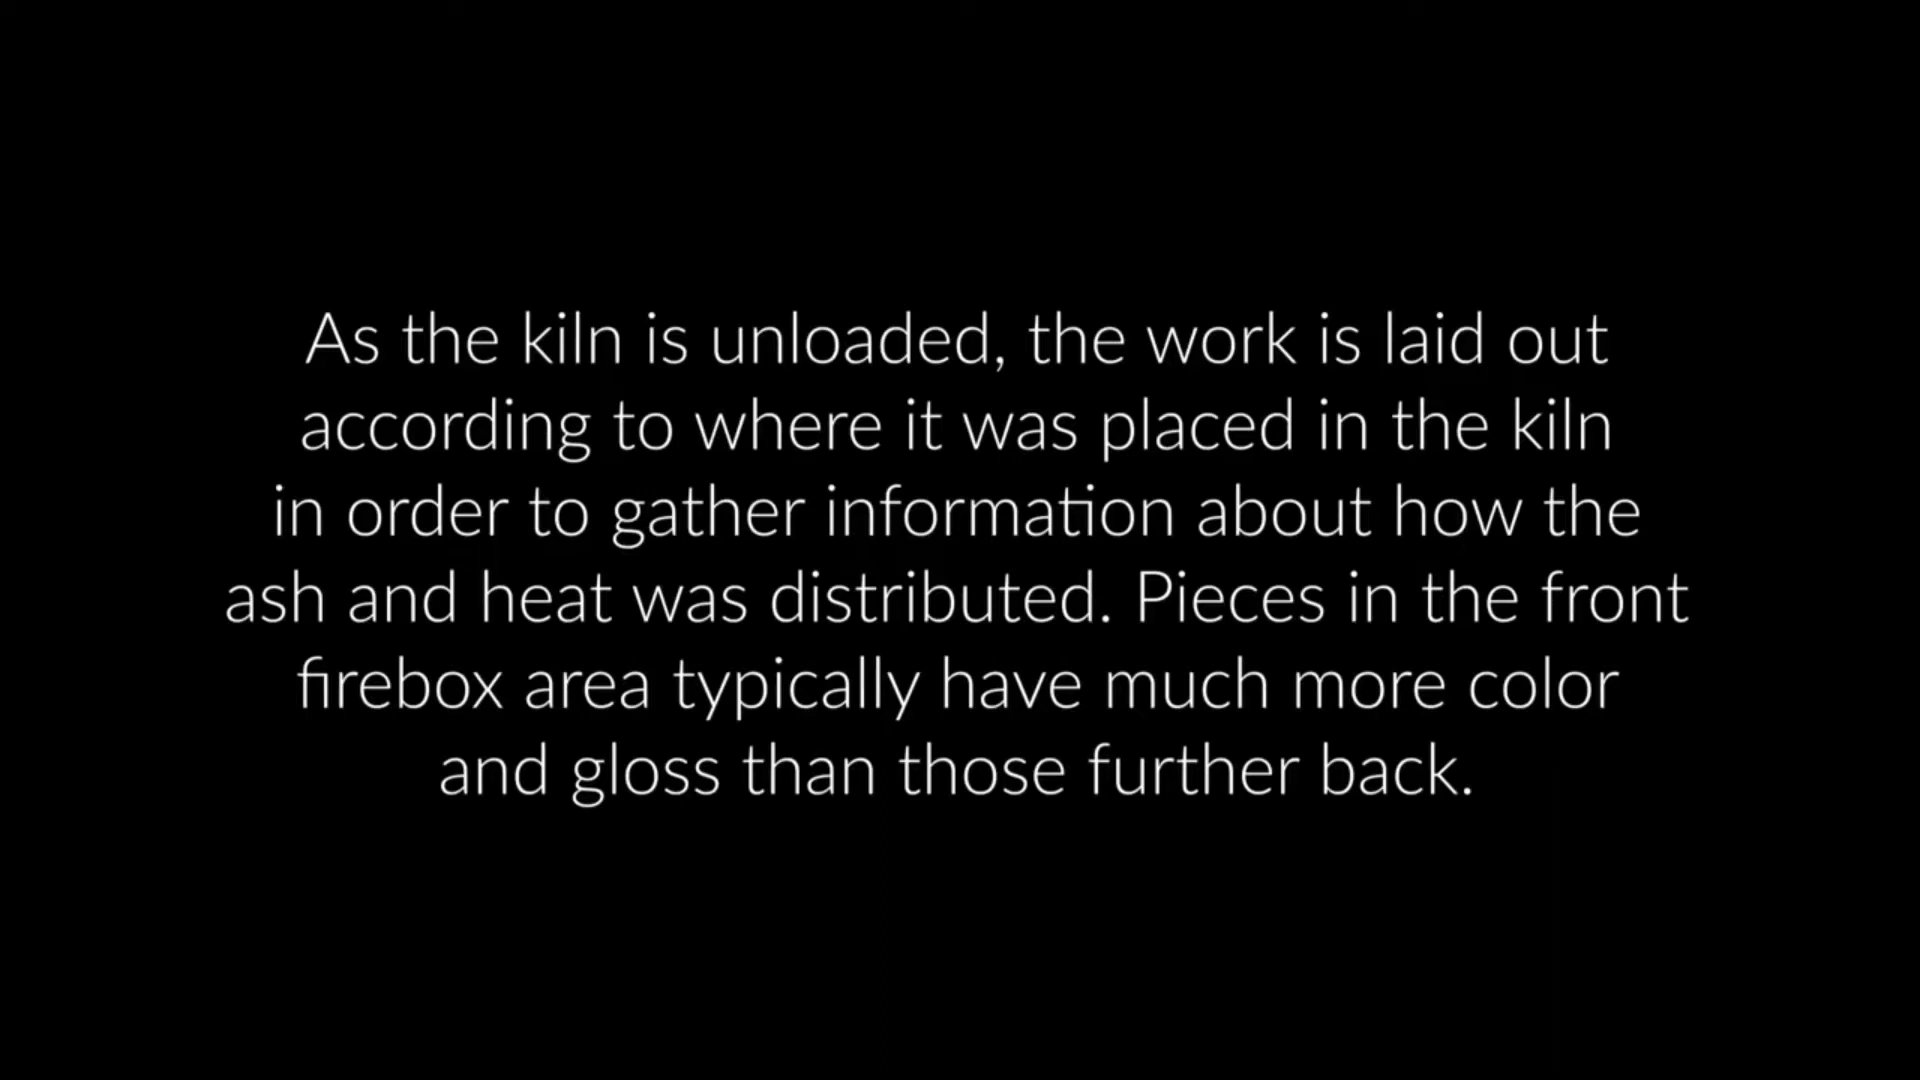 As the kiln is unloaded, the work is laid out
according to where it was placed in the kiln
in order to gather information about how the
ash and heat was distributed. Pieces in the front
firebox area typically have much more color
and gloss than those further back.